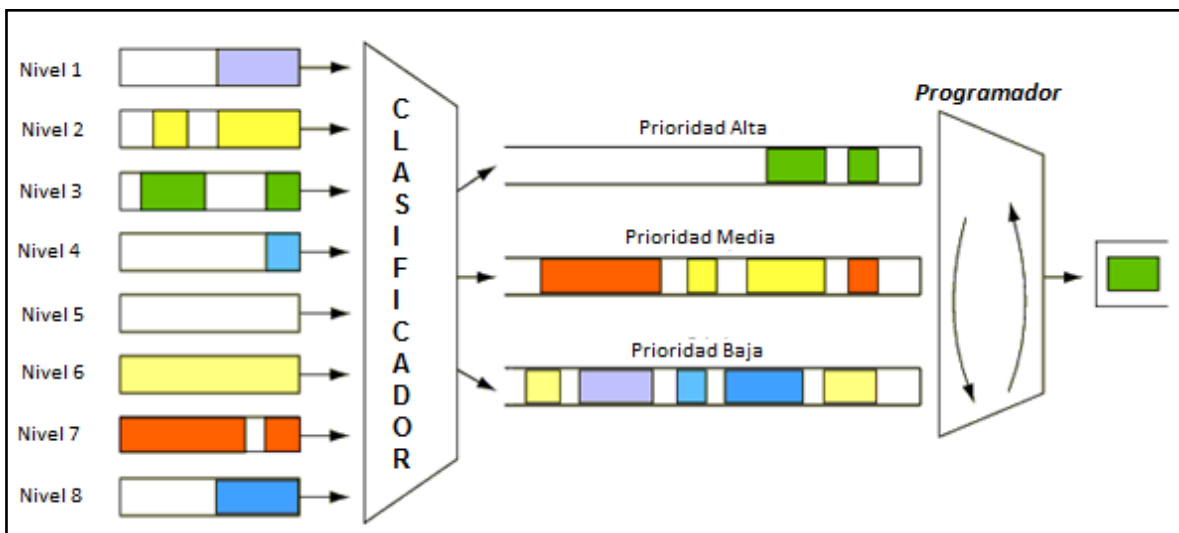 Nivel 1
Nivel 2
Nivel 3
Nivel 4
Nivel 5
Nivel 6
Nivel 7
Nivel 8
CLASIFICADOR
Prioridad Alta
Prioridad Media
Prioridad Baja
Programador